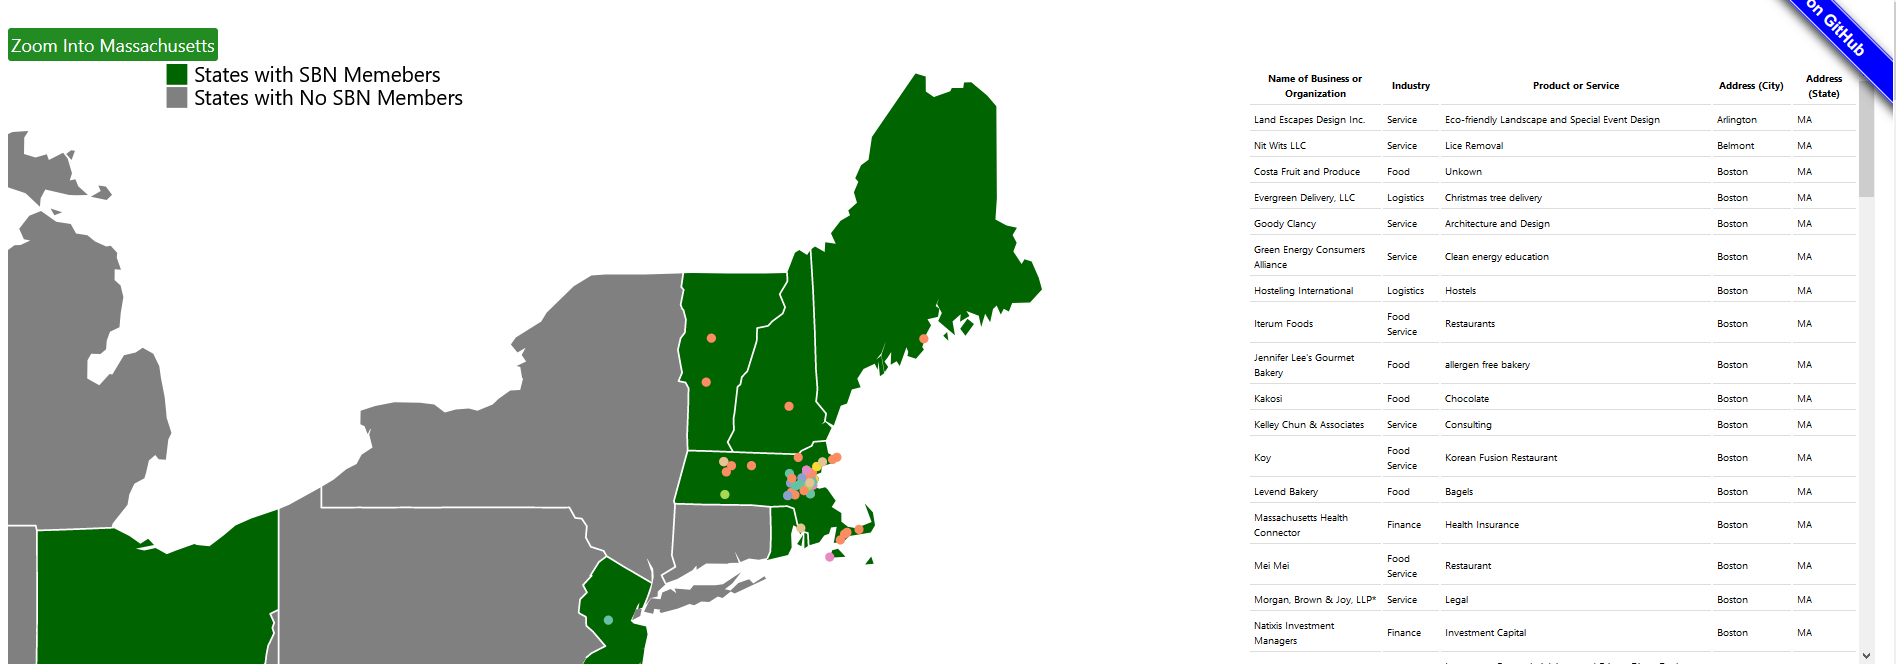 on GitHub
Zoom Into Massachusetts
States with SBN Memebers
States with No SBN Members
Name of Business or Organization Industry Product or Service Address (City) Address (State)
Land Escapes Design Inc. Service Eco-friendly Landscape and Special Event Design Arlington MA
Nit Wits LLC Service Lice Removal Belmont MA
Costa Fruit and Produce Food Unkown Boston MA
Evergreen Delivery, LLC Logistics Christmas tree delivery Boston MA
Goody Clancy Service Architecture and Design Boston MA
Green Energy Consumers Alliance Service Clean energy education Boston MA
Hosteling International Logistics Hostels Boston MA
Iterum Foods Food Service Restaurants Boston MA
Jennifer Lee's Gourmet Bakery Food allergen free bakery Boston MA
Kakosi Food Chocolate Boston MA
Kelley Chun & Associates Service Consulting Boston MA
Koy Food Service Korean Fusion Restaurant Boston MA
Levend Bakery Food Bagels Boston MA
Massachusetts Health Connector Finance Health Insurance Boston MA
Mei Mei Food Service Restaurant Boston MA
Morgan, Brown & Joy, LLP* Service Legal Boston MA
Natixis Investment Managers Finance Investment Capital Boston MA